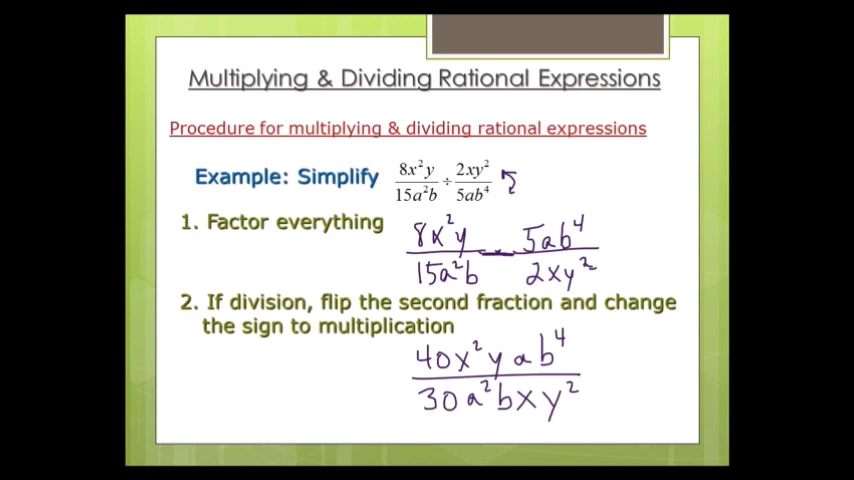 Multiplying & Dividing Rational Expressions
Procedure for multiplying & dividing rational expressions
Example: Simplify 8x²y/15a²b ÷ 2xy²/5ab⁴
1. Factor everything
8x²y/15a²b · 5ab⁴/2xy²
2. If division, flip the second fraction and change
the sign to multiplication
40x²yab⁴/30a²bxy²